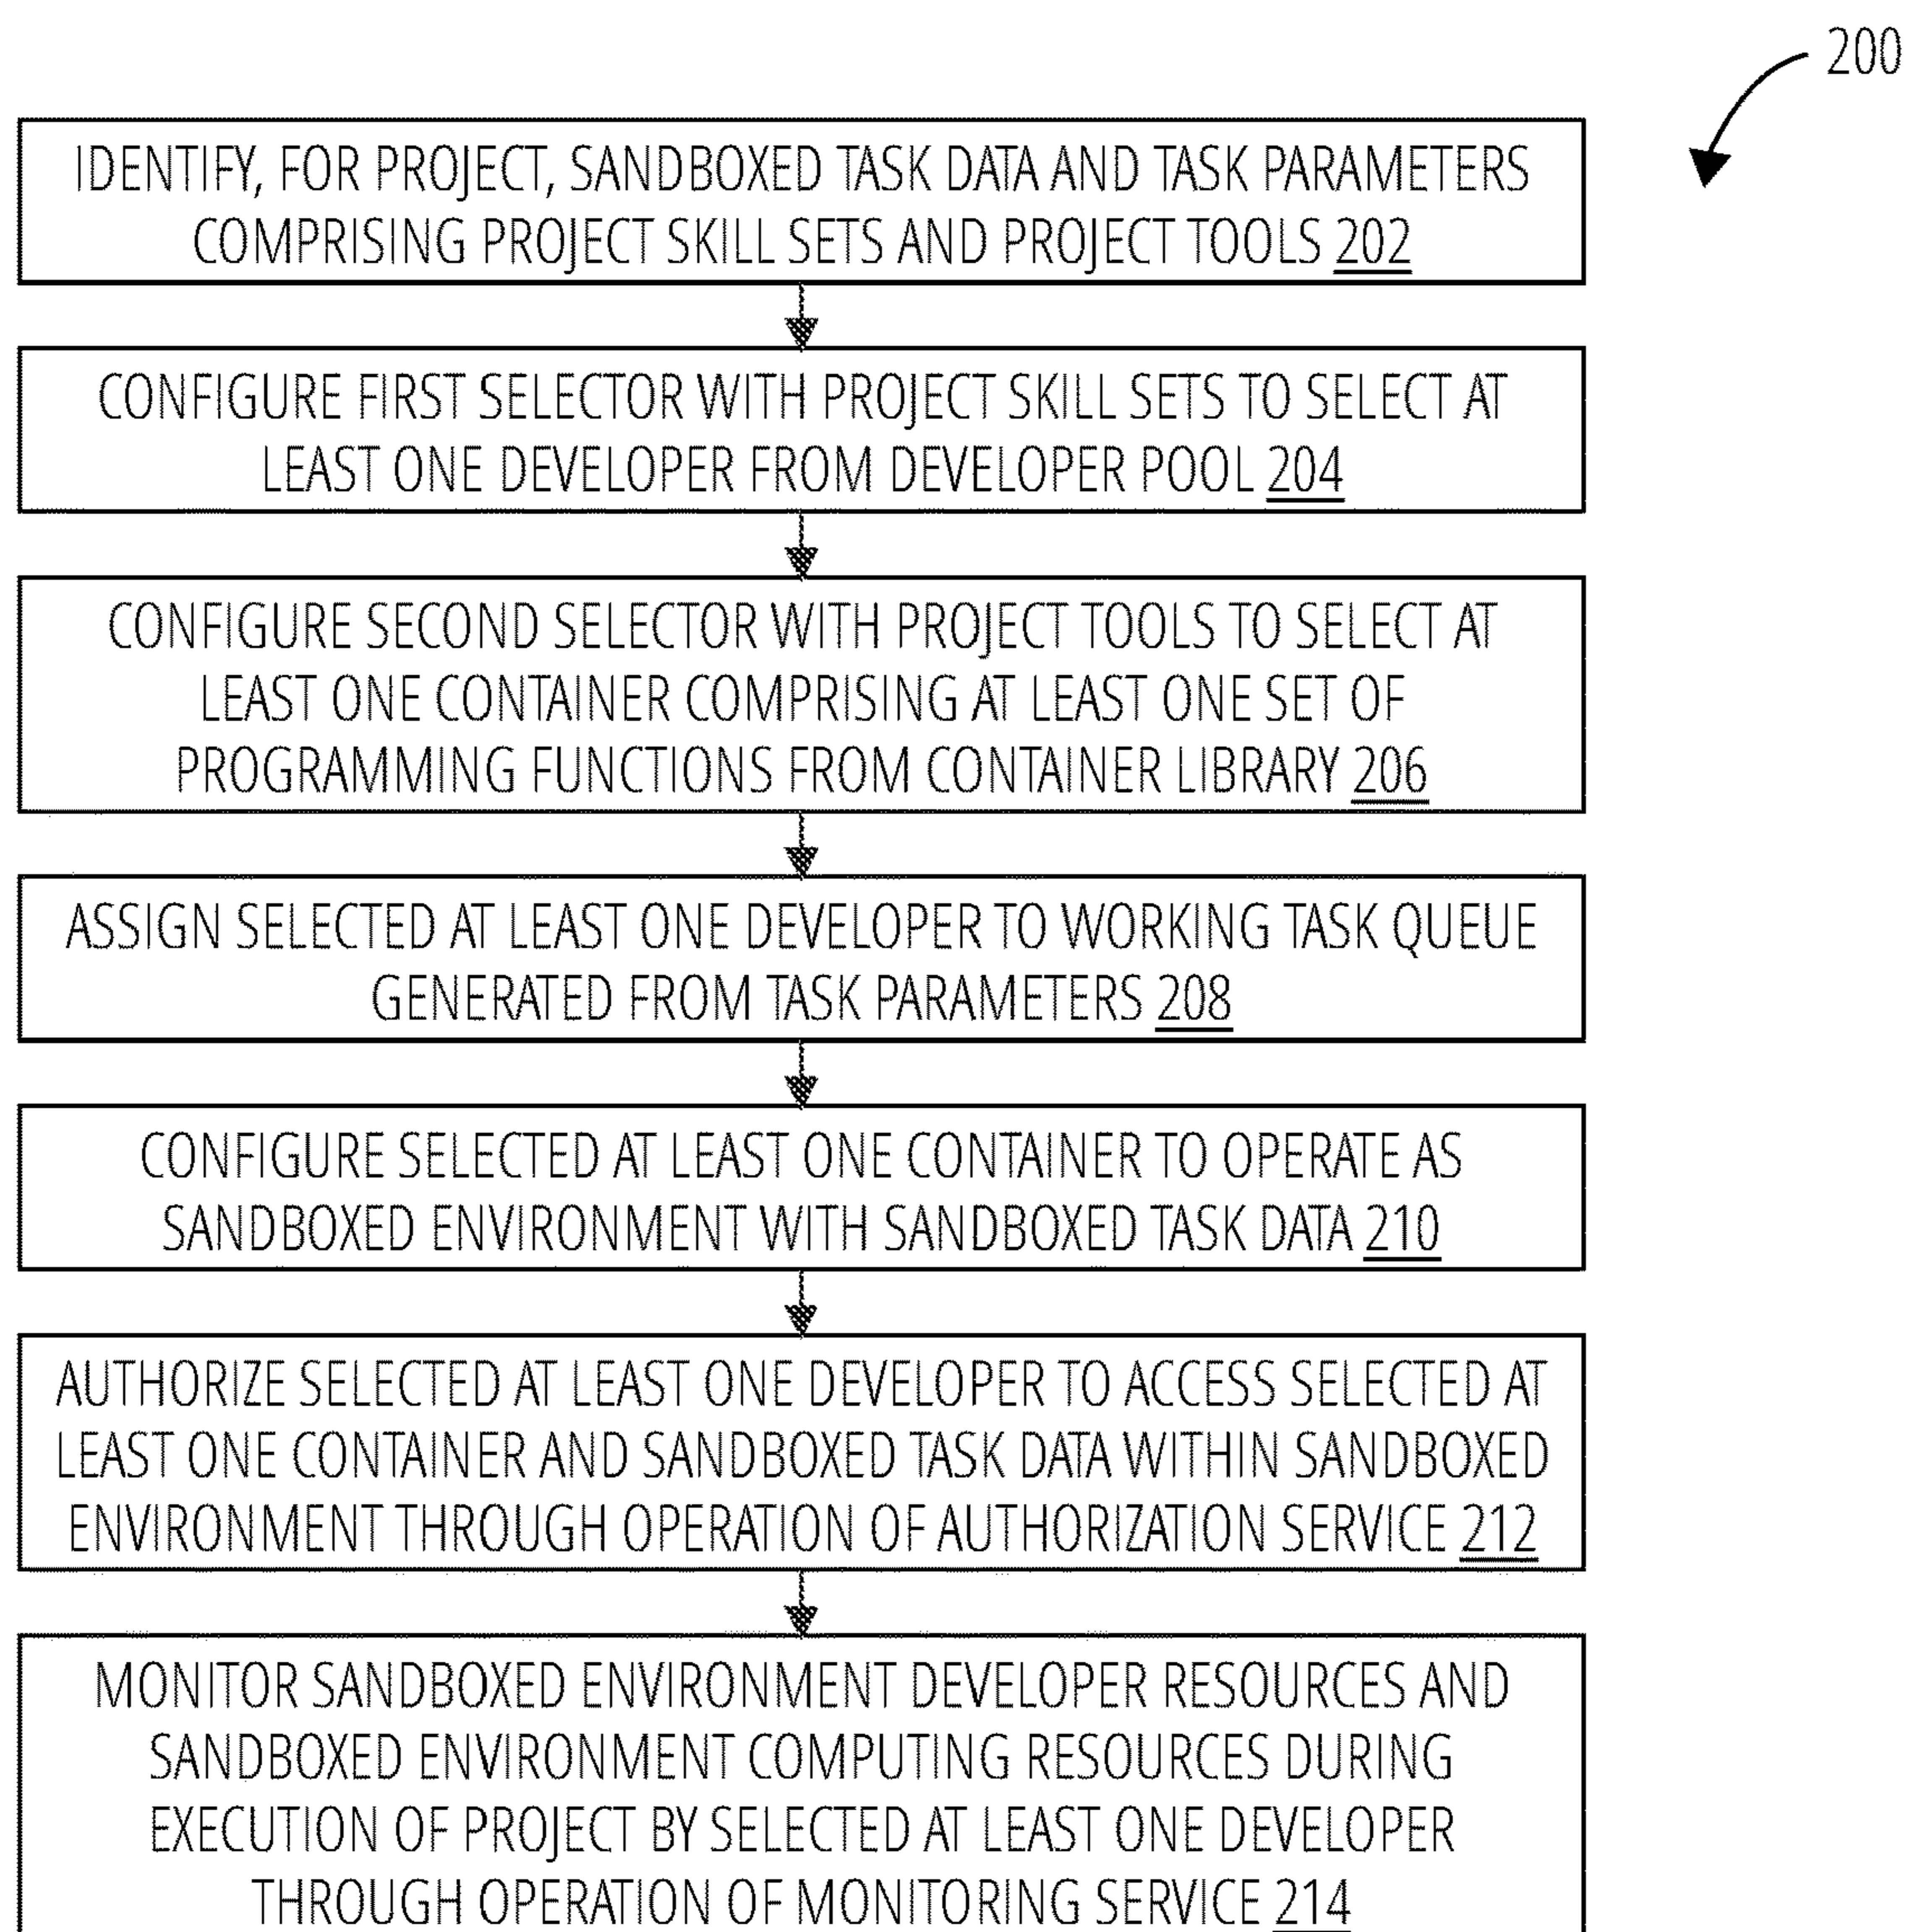 200
IDENTIFY, FOR PROJECT, SANDBOXED TASK DATA AND TASK PARAMETERS
COMPRISING PROJECT SKILL SETS AND PROJECT TOOLS 202
CONFIGURE FIRST SELECTOR WITH PROJECT SKILL SETS TO SELECT AT
LEAST ONE DEVELOPER FROM DEVELOPER POOL 204
CONFIGURE SECOND SELECTOR WITH PROJECT TOOLS TO SELECT AT
LEAST ONE CONTAINER COMPRISING AT LEAST ONE SET OF
PROGRAMMING FUNCTIONS FROM CONTAINER LIBRARY 206
ASSIGN SELECTED AT LEAST ONE DEVELOPER TO WORKING TASK QUEUE
GENERATED FROM TASK PARAMETERS 208
CONFIGURE SELECTED AT LEAST ONE CONTAINER TO OPERATE AS
SANDBOXED ENVIRONMENT WITH SANDBOXED TASK DATA 210
AUTHORIZE SELECTED AT LEAST ONE DEVELOPER TO ACCESS SELECTED AT
LEAST ONE CONTAINER AND SANDBOXED TASK DATA WITHIN SANDBOXED
ENVIRONMENT THROUGH OPERATION OF AUTHORIZATION SERVICE 212
MONITOR SANDBOXED ENVIRONMENT DEVELOPER RESOURCES AND
SANDBOXED ENVIRONMENT COMPUTING RESOURCES DURING
EXECUTION OF PROJECT BY SELECTED AT LEAST ONE DEVELOPER
THROUGH OPERATION OF MONITORING SERVICE 214